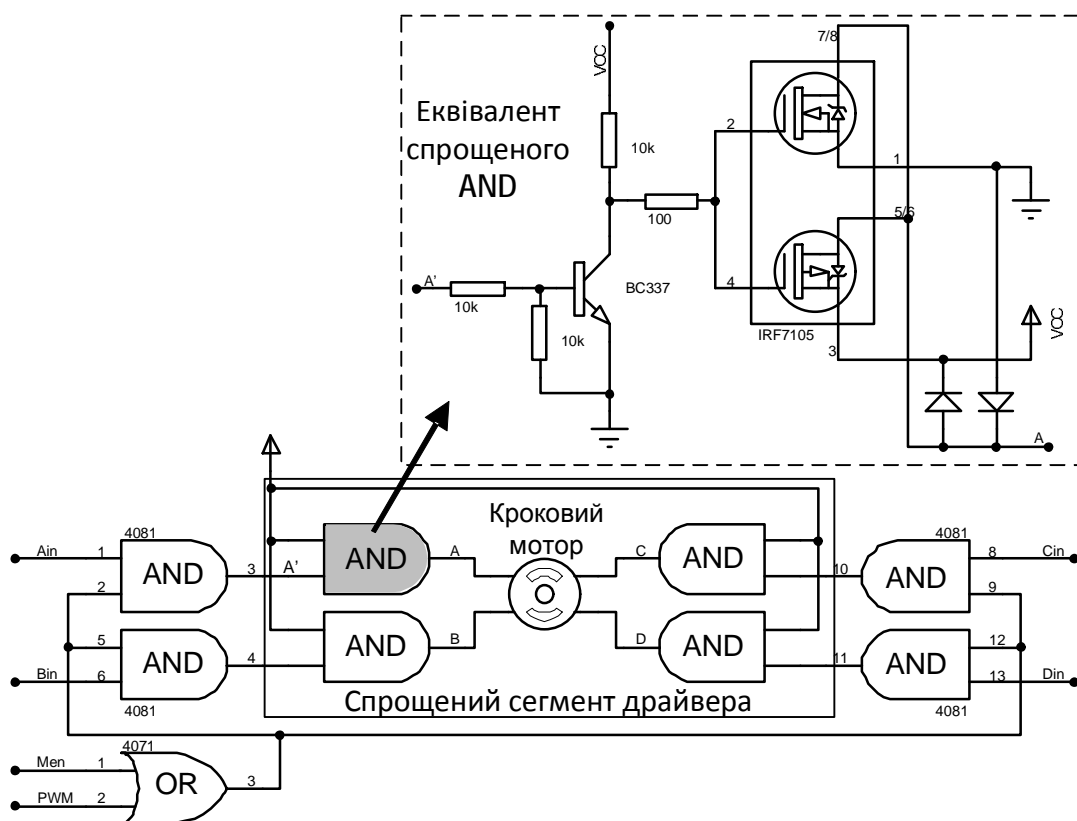 7/8
VCC
Еквівалент
спрощеного
AND
2
10k
1
100
5/6
A'
10k
BC337
4
10k
IRF7105
3
VCC
A
4081
Ain
1
AND
2
3
A'
AND
A
Кроковий
мотор
C
AND
10
4081
AND
8
Cin
9
5
Bin
6
AND
4
AND
B
D
AND
11
AND
12
13
Din
4081
Спрощений сегмент драйвера
4081
4071
Men
1
OR
3
PWM
2